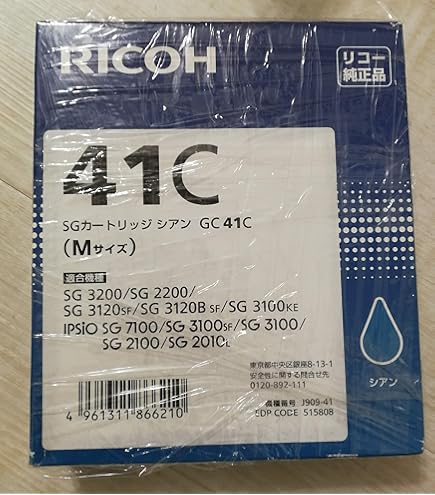 RICOH
リコー
純正品
41C
SGカートリッジ シアン GC 41C
(Mサイズ)
適合機種
SG 3200/SG 2200/
SG 3120SF/SG 3120B SF/SG 3100KE
IPSiO SG 7100/SG 3100SF/SG 3100/
SG 2100/SG 2010L
東京都中央区銀座8-13-1
安全性に関する問合せ先
0120-892-111
シアン
4 961311 866210
品種番号 J909-41
EDP CODE 515808